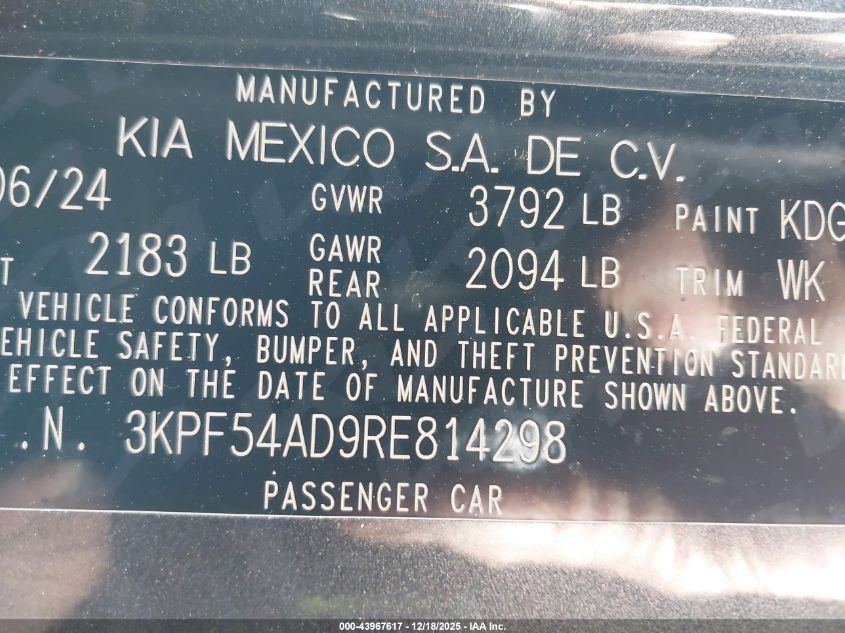 MANUFACTURED BY
KIA MEXICO S.A. DE C.V.
06/24 GVWR 3792 LB PAINT KDG
T 2183 LB GAWR REAR 2094 LB TRIM WK
VEHICLE CONFORMS TO ALL APPLICABLE U.S.A. FEDERAL
VEHICLE SAFETY, BUMPER, AND THEFT PREVENTION STANDARD
EFFECT ON THE DATE OF MANUFACTURE SHOWN ABOVE.
.N. 3KPF54AD9RE814298
PASSENGER CAR
000-43967617 - 12/18/2025 - IAA Inc.